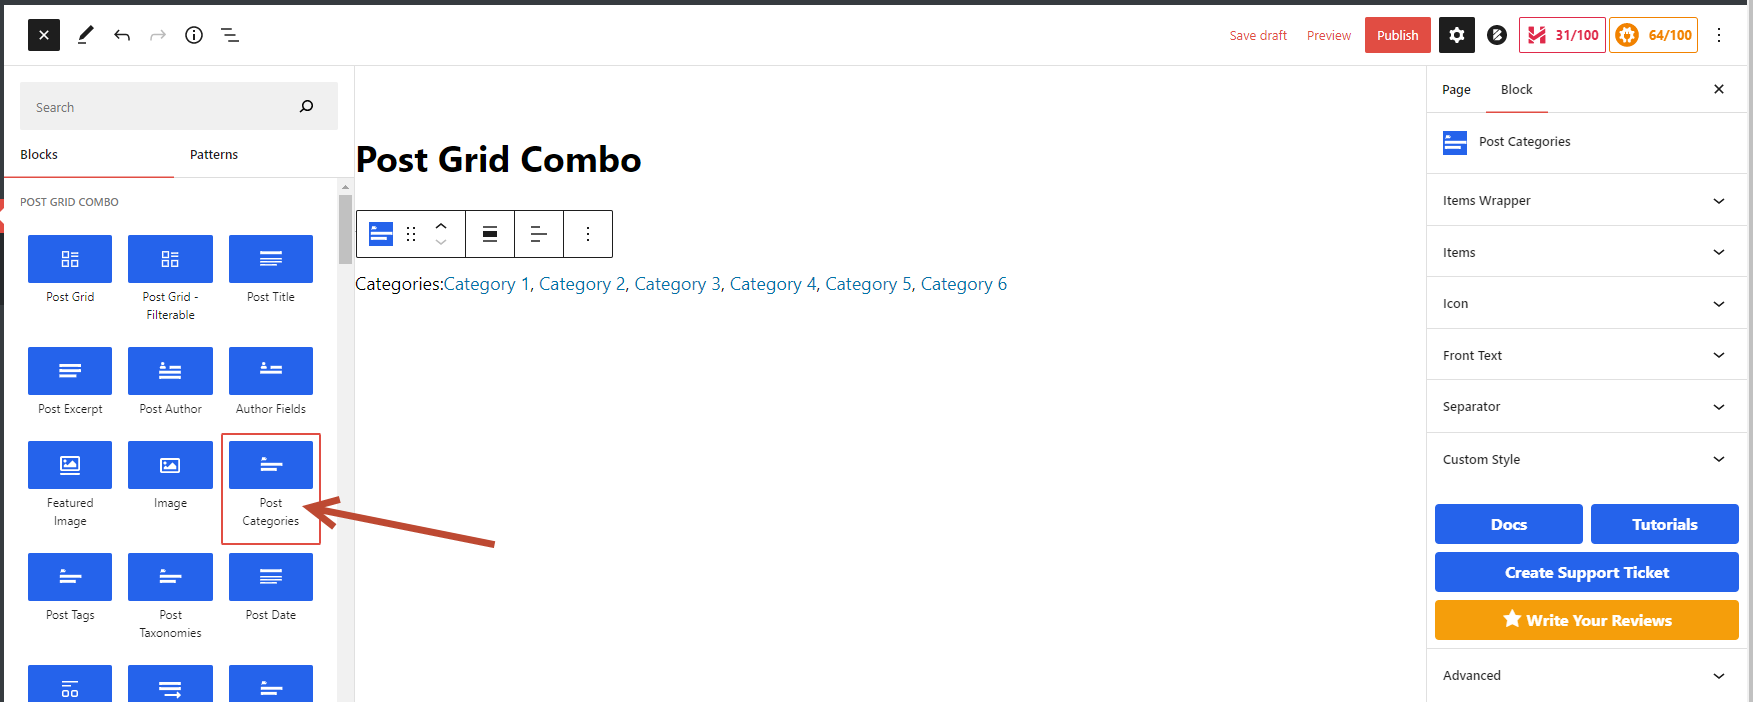 Save draft
Preview
Publish
31/100
64/100
Search
Blocks
Patterns
POST GRID COMBO
Post Grid
Post Grid - Filterable
Post Title
Post Excerpt
Post Author
Author Fields
Featured Image
Image
Post Categories
Post Tags
Post Taxonomies
Post Date
Post Grid Combo
Categories:Category 1, Category 2, Category 3, Category 4, Category 5, Category 6
Page
Block
Post Categories
Items Wrapper
Items
Icon
Front Text
Separator
Custom Style
Docs
Tutorials
Create Support Ticket
Write Your Reviews
Advanced